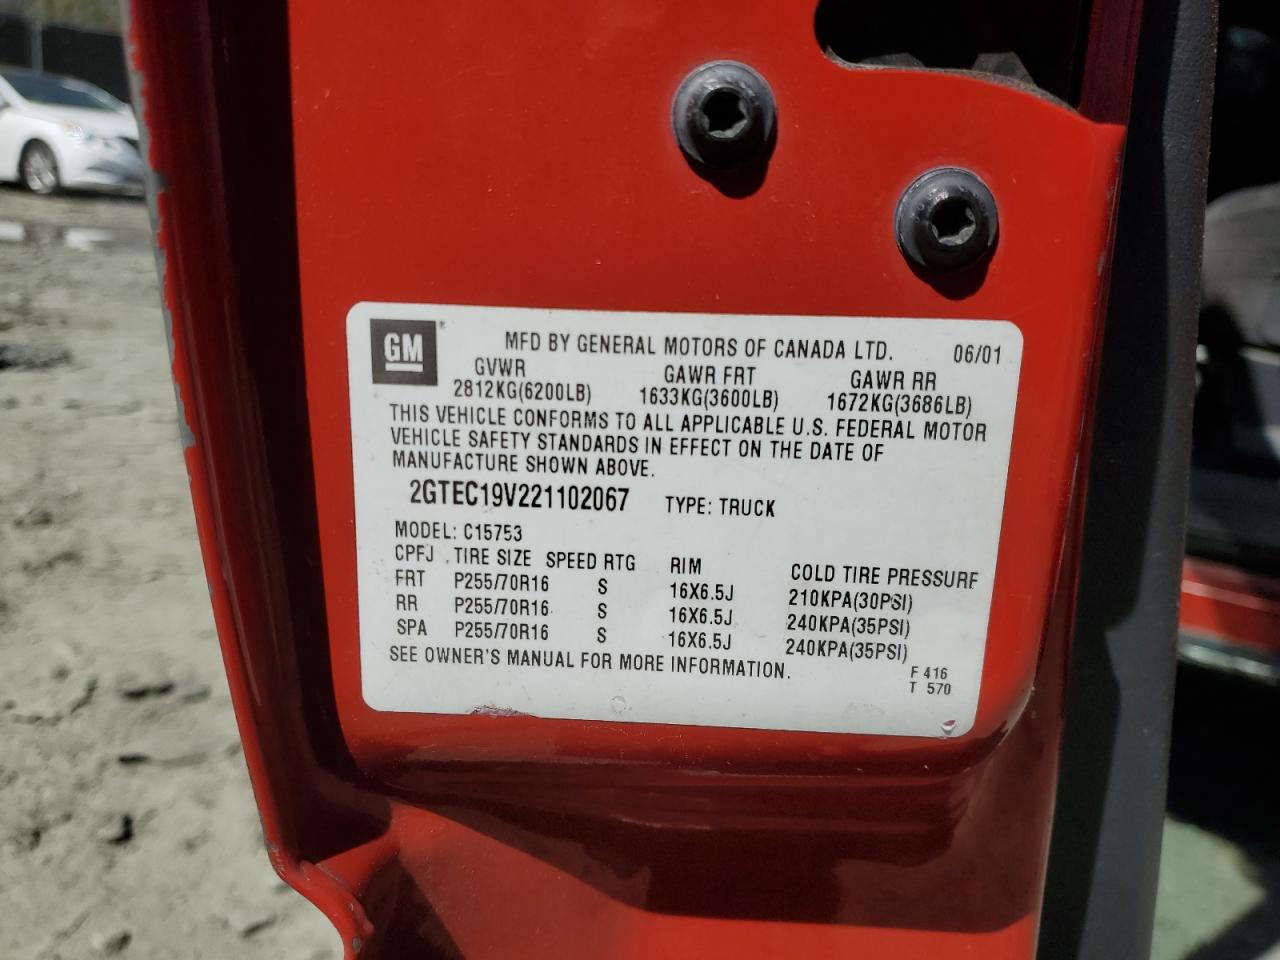 GM ® MFD BY GENERAL MOTORS OF CANADA LTD. 06/01
GVWR GAWR FRT GAWR RR
2812KG(6200LB) 1633KG(3600LB) 1672KG(3686LB)
THIS VEHICLE CONFORMS TO ALL APPLICABLE U.S. FEDERAL MOTOR
VEHICLE SAFETY STANDARDS IN EFFECT ON THE DATE OF
MANUFACTURE SHOWN ABOVE.
2GTEC19V221102067 TYPE: TRUCK
MODEL: C15753
CPFJ TIRE SIZE SPEED RTG RIM COLD TIRE PRESSURE
FRT P255/70R16 S 16X6.5J 210KPA(30PSI)
RR P255/70R16 S 16X6.5J 240KPA(35PSI)
SPA P255/70R16 S 16X6.5J 240KPA(35PSI)
SEE OWNER'S MANUAL FOR MORE INFORMATION.
F 416
T 570